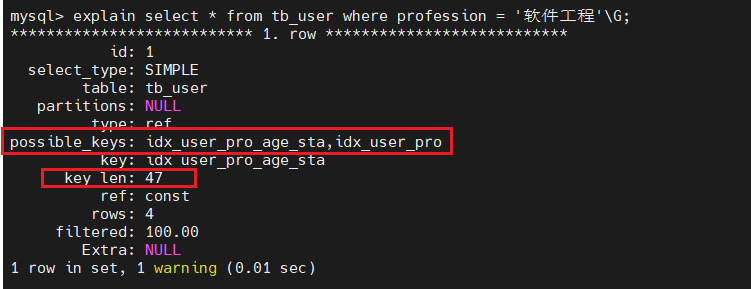 mysql> explain select * from tb_user where profession = '软件工程'\G;
*************************** 1. row ***************************
id: 1
select_type: SIMPLE
table: tb_user
partitions: NULL
type: ref
possible_keys: idx_user_pro_age_sta,idx_user_pro
key: idx_user_pro_age_sta
key_len: 47
ref: const
rows: 4
filtered: 100.00
Extra: NULL
1 row in set, 1 warning (0.01 sec)